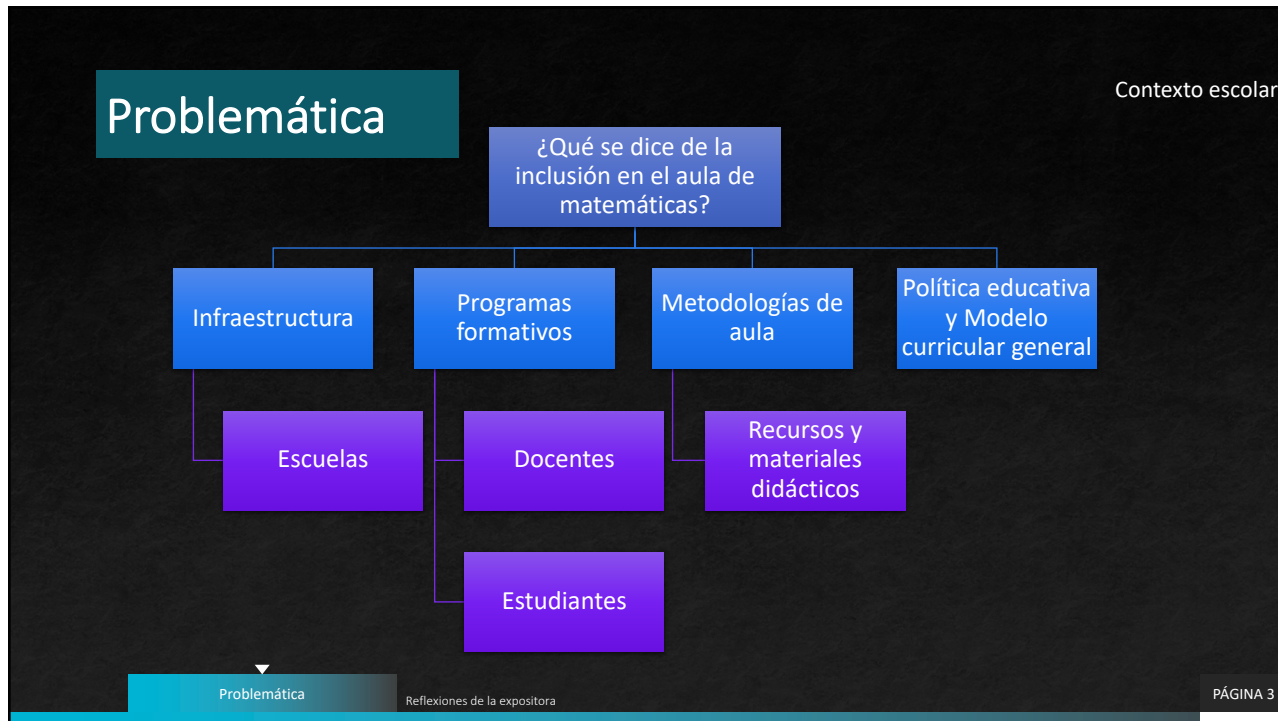 Problemática
Contexto escolar
¿Qué se dice de la
inclusión en el aula de
matemáticas?
Infraestructura
Programas
formativos
Metodologías de
aula
Política educativa
y Modelo
curricular general
Escuelas
Docentes
Recursos y
materiales
didácticos
Estudiantes
Problemática
Reflexiones de la expositora
PÁGINA 3